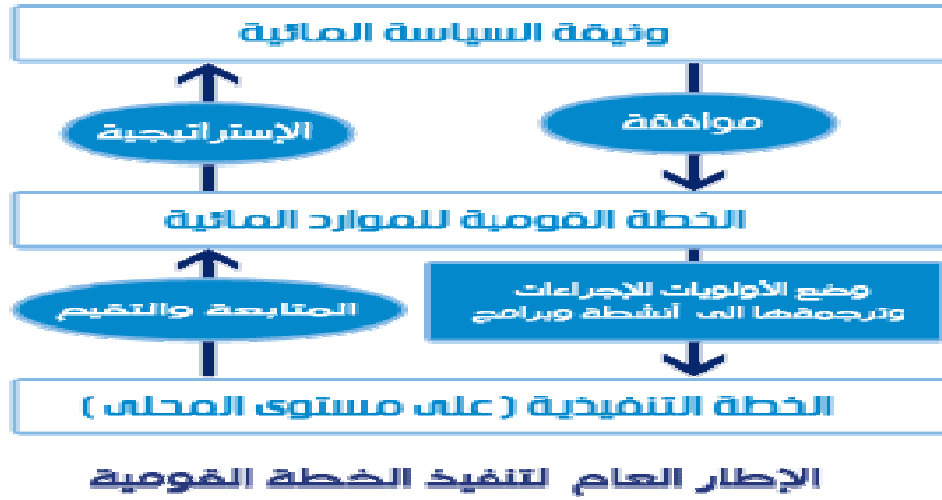 وثيقة السياسة المائية
موافقة
الإستراتيجية
الخطة القومية للموارد المائية
وضع الأولويات للإجراءات
وترجمقها الى أنشطة وبرامج
المتابعة والتقيم
الخطة التنفيذية ( على مستوى المحلى )
الإطار العام لتنفيذ الخطة القومية